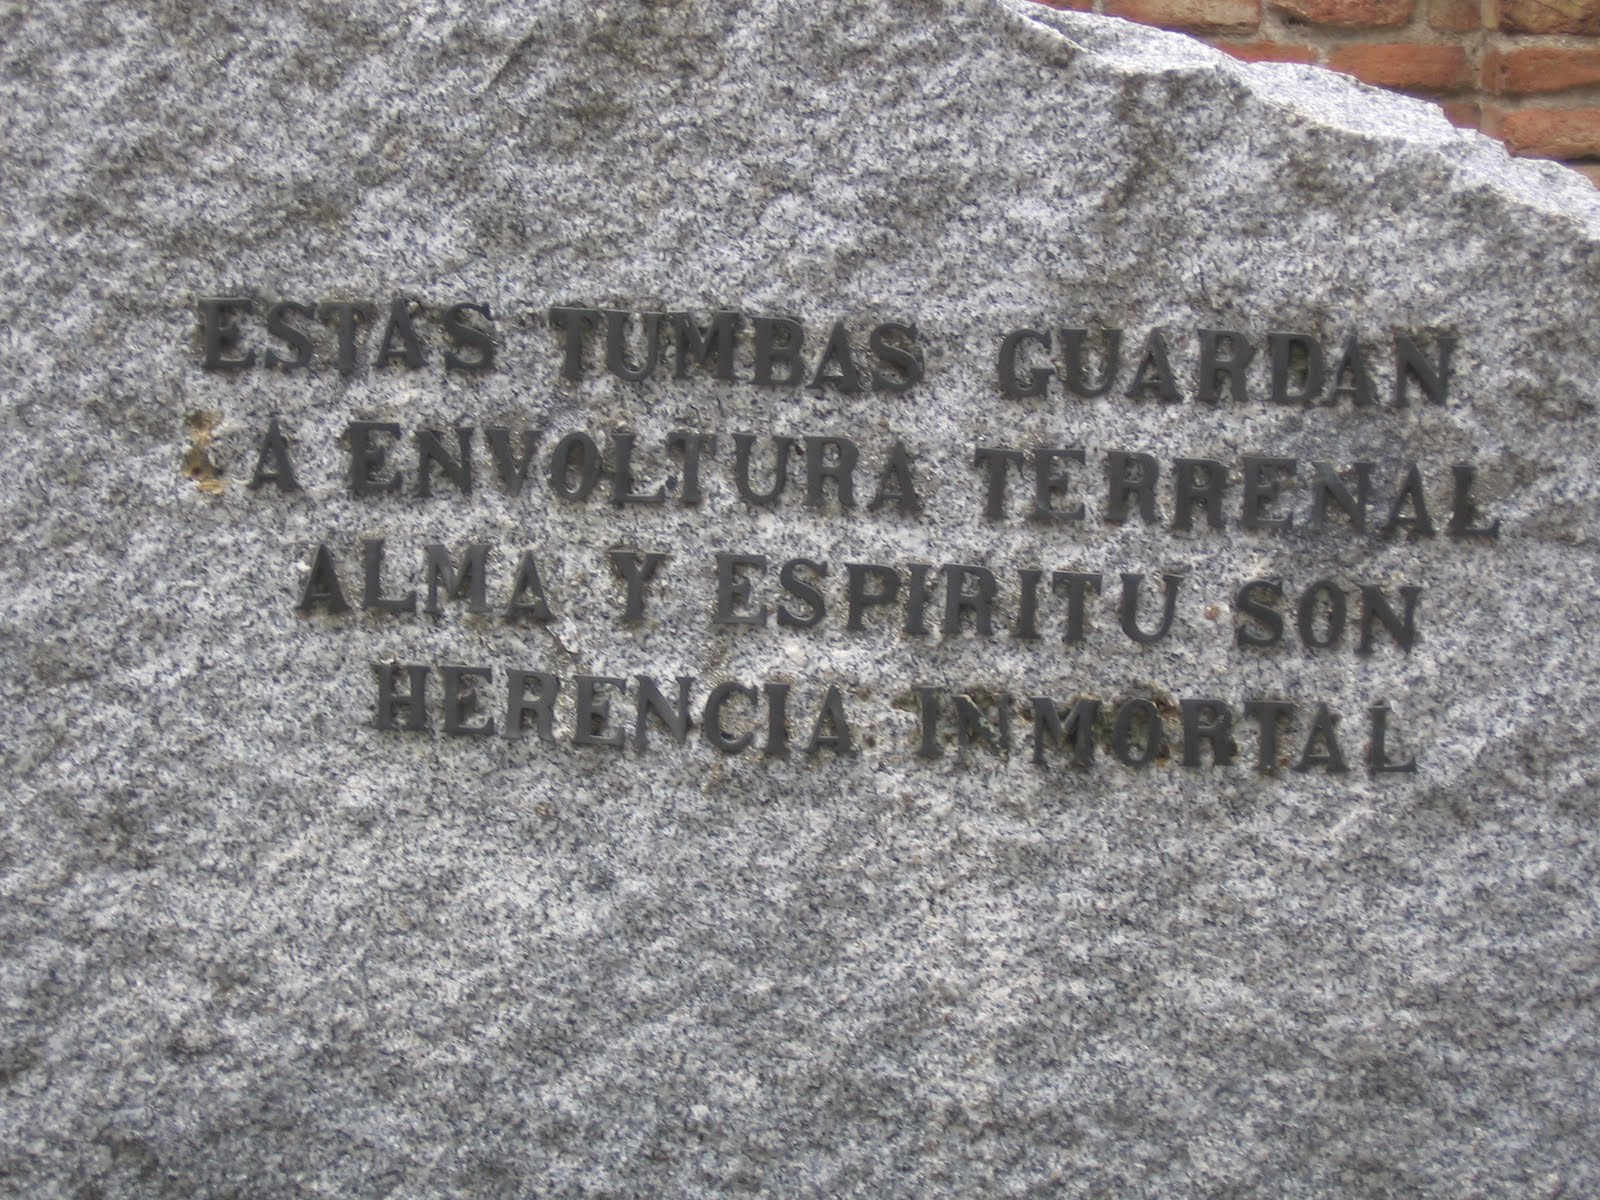 ESTAS TUMBAS GUARDAN
A ENVOLTURA TERRENAL
ALMA Y ESPIRITU SON
HERENCIA INMORTAL